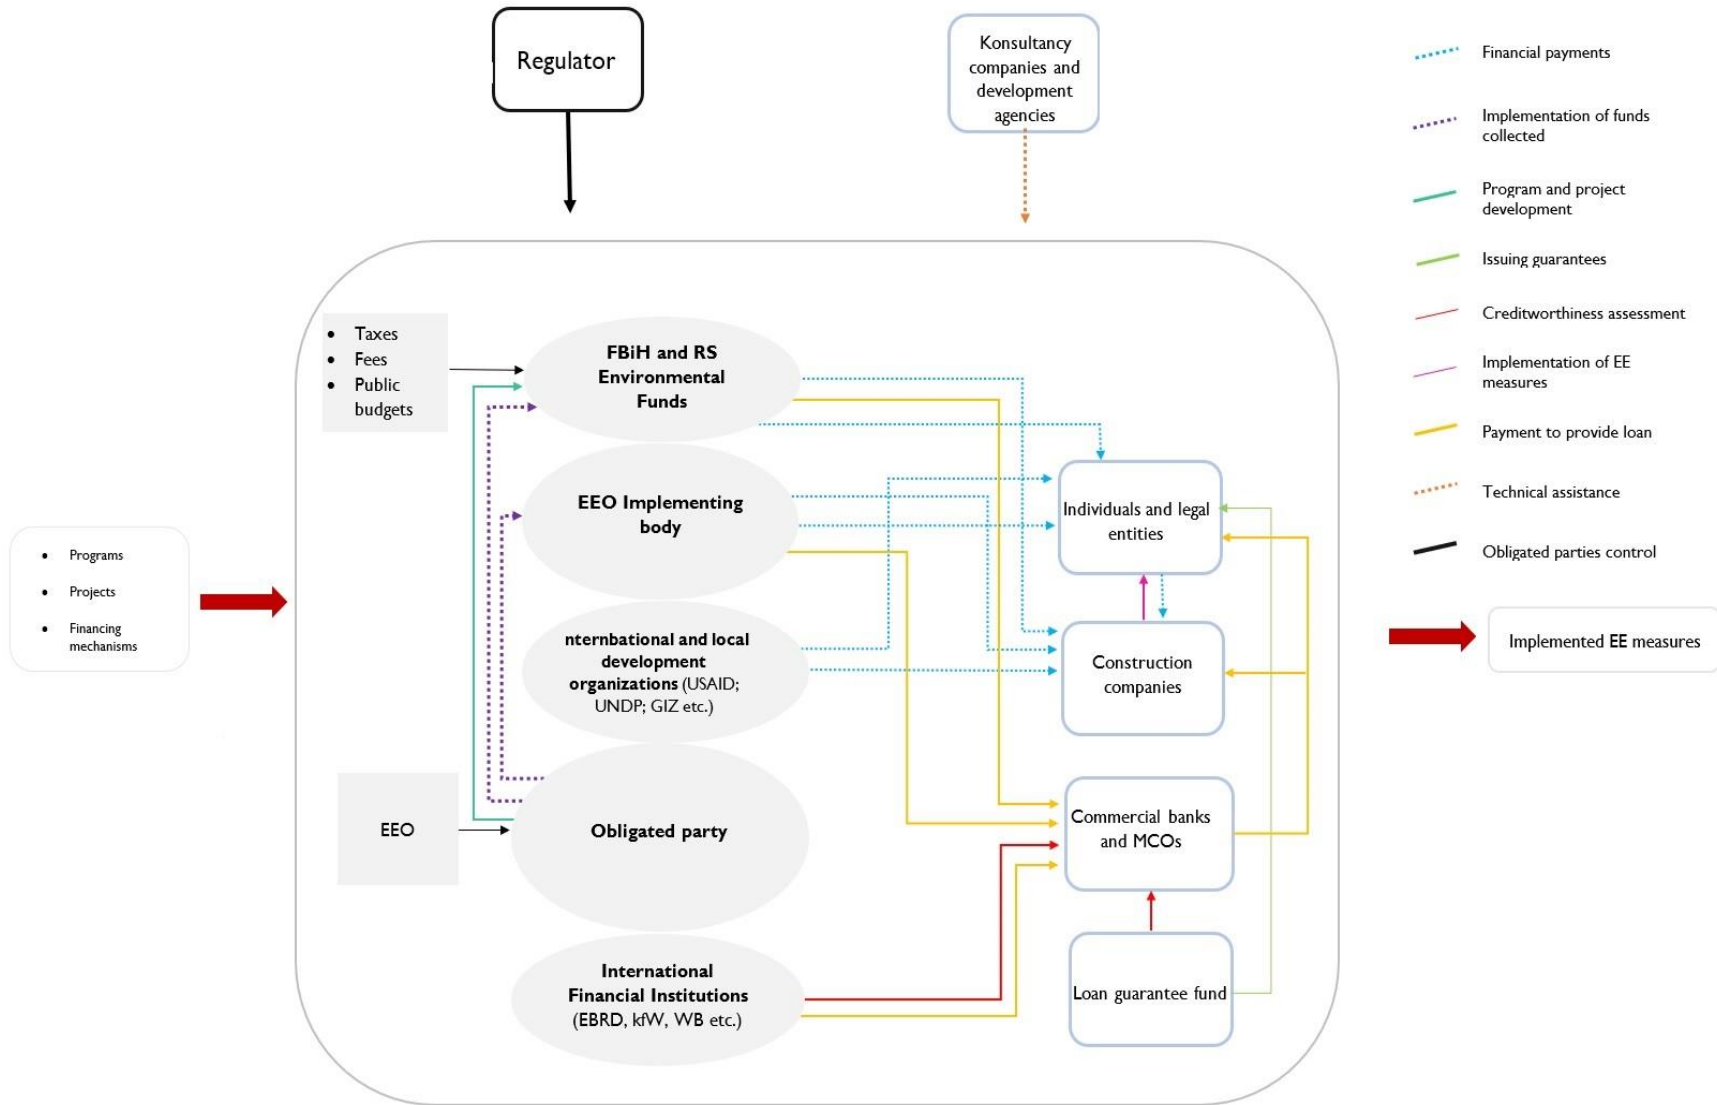 Regulator
Konsultancy
companies and
development
agencies
Financial payments
Implementation of funds
collected
Program and project
development
Issuing guarantees
Creditworthiness assessment
Implementation of EE
measures
Payment to provide loan
Technical assistance
Obligated parties control
• Taxes
• Fees
• Public
budgets
FBiH and RS
Environmental
Funds
EEO Implementing
body
Individuals and legal
entities
• Programs
• Projects
• Financing
mechanisms
nternbational and local
development
organizations (USAID;
UNDP; GIZ etc.)
Construction
companies
Implemented EE measures
EEO
Obligated party
Commercial banks
and MCOs
International
Financial Institutions
(EBRD, kfW, WB etc.)
Loan guarantee fund